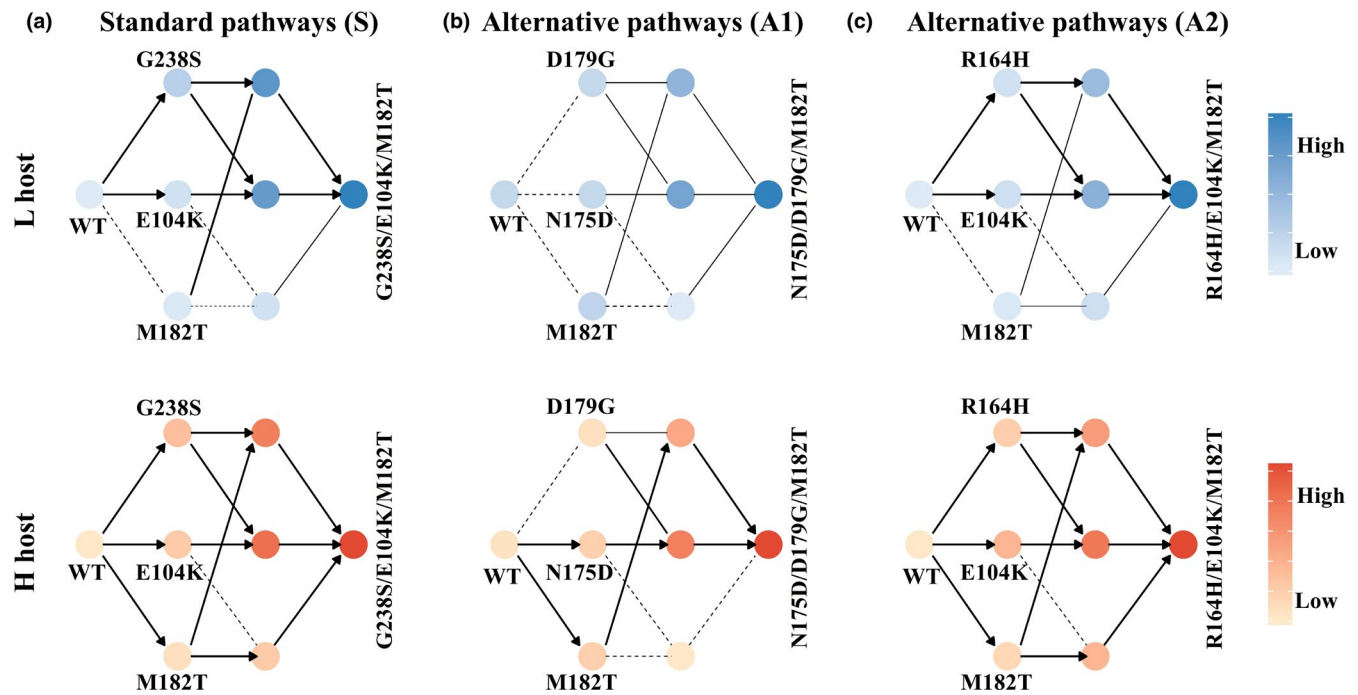 (a) Standard pathways (S)
(b) Alternative pathways (A1)
(c) Alternative pathways (A2)
L host
G238S
WT
E104K
M182T
G238S/E104K/M182T
D179G
WT
N175D
M182T
N175D/D179G/M182T
R164H
WT
E104K
M182T
R164H/E104K/M182T
High
Low
H host
G238S
WT
E104K
M182T
G238S/E104K/M182T
D179G
WT
N175D
M182T
N175D/D179G/M182T
R164H
WT
E104K
M182T
R164H/E104K/M182T
High
Low